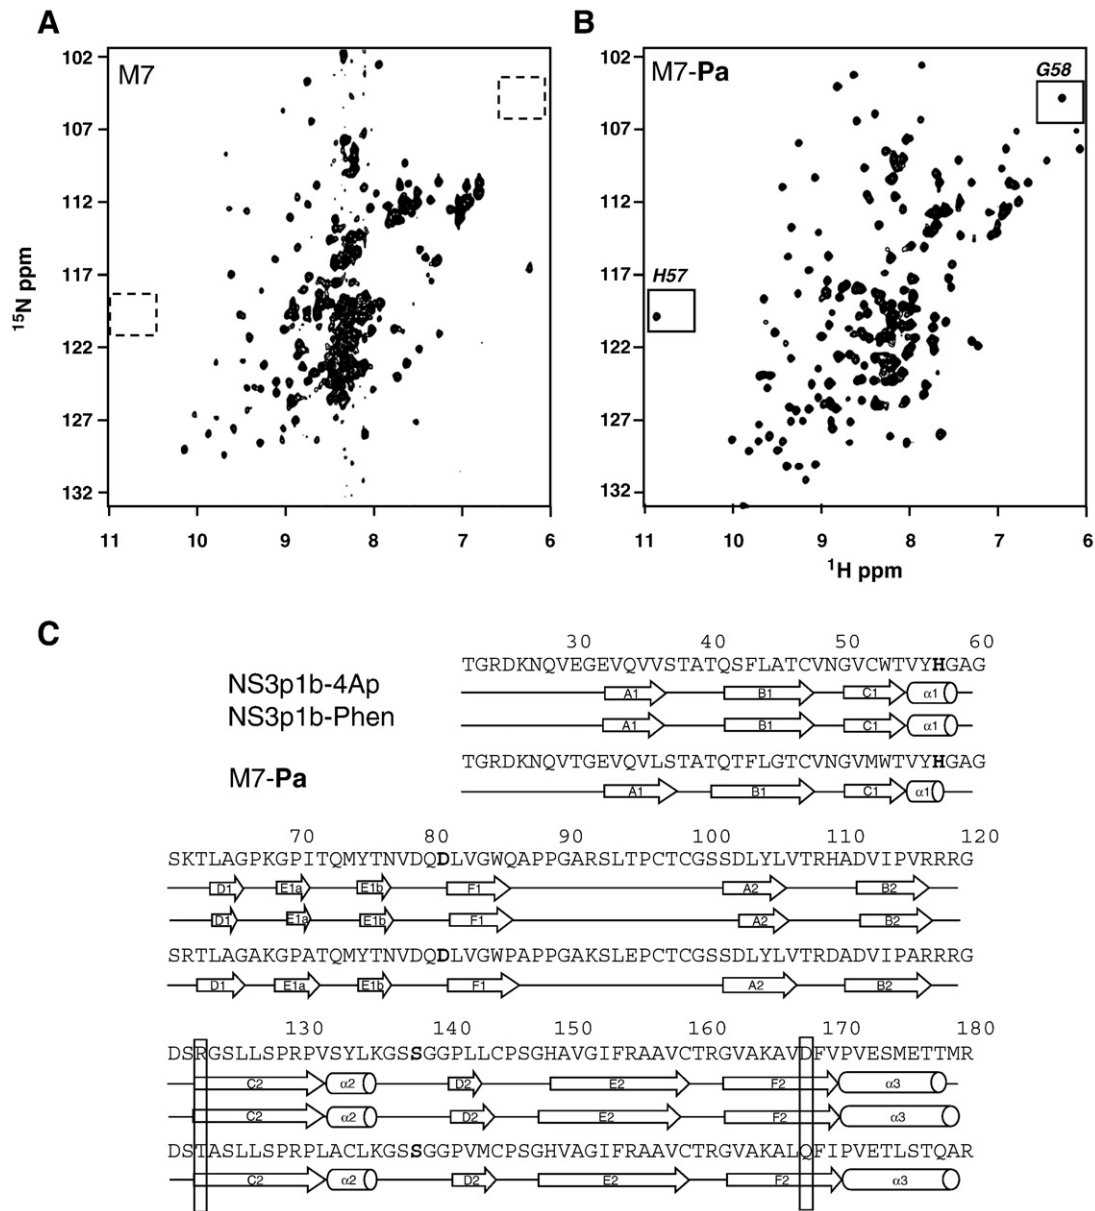 A
B
M7
M7-Pa
G58
H57
102
107
112
117
122
127
132
102
107
112
117
122
127
132
15N ppm
11 10 9 8 7 6
11 10 9 8 7 6
1H ppm
C
30 40 50 60
TGRDKNQVEGEVQVVSTATQSFLATCVNGVCWTVYHGAG
NS3p1b-4Ap
A1 B1 C1 α1
NS3p1b-Phen
A1 B1 C1 α1
TGRDKNQVTGEVQVLSTATQTFLGTCVNGVMWTVYHGAG
M7-Pa
A1 B1 C1 α1
70 80 90 100 110 120
SKTLAGPKGPITQMYTNVDQDLVGWQAPPGARSLTPCTCGSSDLYLVTRHADVIPVRRRG
D1 E1a E1b F1 A2 B2
D1 E1a E1b F1 A2 B2
SRTLAGAKGPATQMYTNVDQDLVGWPAPPGAKSLEPCTCGSSDLYLVTRDADVIPARRRG
D1 E1a E1b F1 A2 B2
130 140 150 160 170 180
DSRGSLLSPRPVSYLKGSSGGPLLCPSGHAVGIFRAAVCTRGVAKAVDFVPVESMETTMR
C2 α2 D2 E2 F2 α3
C2 α2 D2 E2 F2 α3
DSTASLLSPRPLACLKGSSGGPVMCPSGHVAGIFRAAVCTRGVAKALQFIPVETLSTQAR
C2 α2 D2 E2 F2 α3